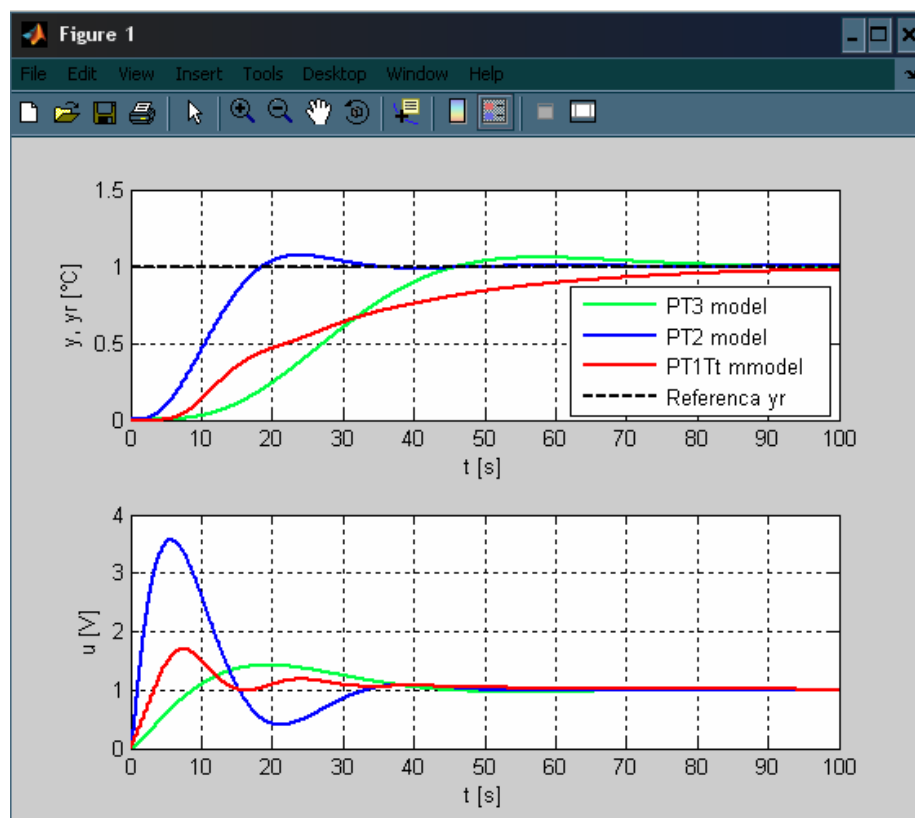 Figure 1
File Edit View Insert Tools Desktop Window Help
1.5
1
0.5
0
y, yr [°C]
PT3 model
PT2 model
PT1Tt mmodel
Referenca yr
0 10 20 30 40 50 60 70 80 90 100
t [s]
4
3
2
1
0
u [V]
0 10 20 30 40 50 60 70 80 90 100
t [s]